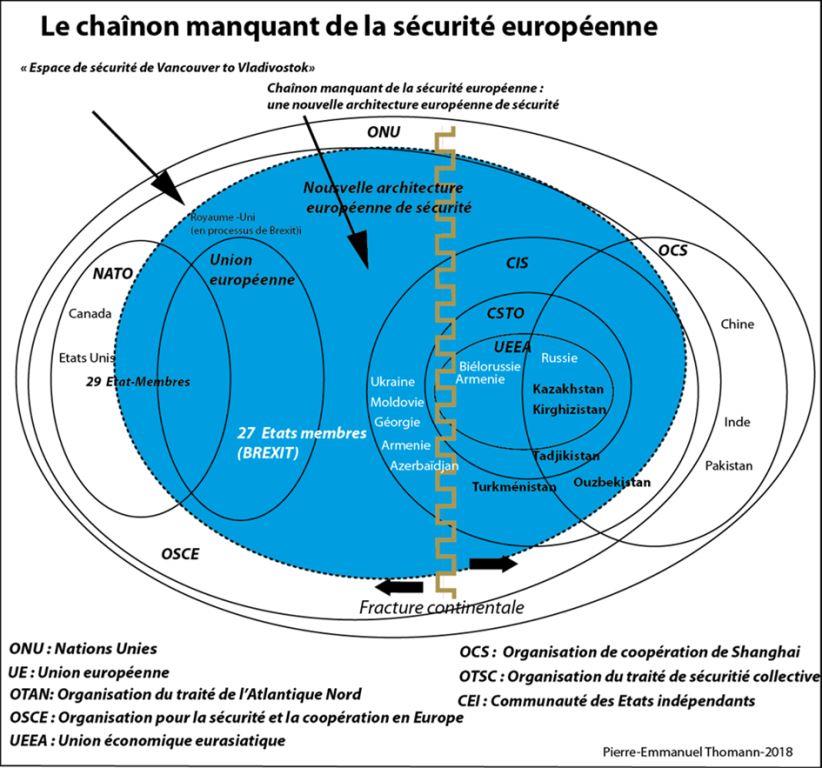 Le chaînon manquant de la sécurité européenne
« Espace de sécurité de Vancouver to Vladivostok»
Chaînon manquant de la sécurité européenne :
une nouvelle architecture européenne de sécurité
ONU
Nousvelle architecture
européenne de sécurité
Royaume -Uni
(en processus de Brexit)i
Union
européenne
NATO
Canada
Etats Unis
29 Etat-Membres
27 Etats membres
(BREXIT)
CIS
OCS
CSTO
UEEA
Biélorussie
Armenie
Russie
Kazakhstan
Kirghizistan
Ukraine
Moldovie
Géorgie
Armenie
Azerbaïdjan
Tadjikistan
Turkménistan
Ouzbekistan
Chine
Inde
Pakistan
OSCE
Fracture continentale
ONU : Nations Unies
UE : Union européenne
OTAN: Organisation du traité de l'Atlantique Nord
OSCE : Organisation pour la sécurité et la coopération en Europe
UEEA : Union économique eurasiatique
OCS : Organisation de coopération de Shanghai
OTSC : Organisation du traité de sécuritié collective
CEI : Communauté des Etats indépendants
Pierre-Emmanuel Thomann-2018